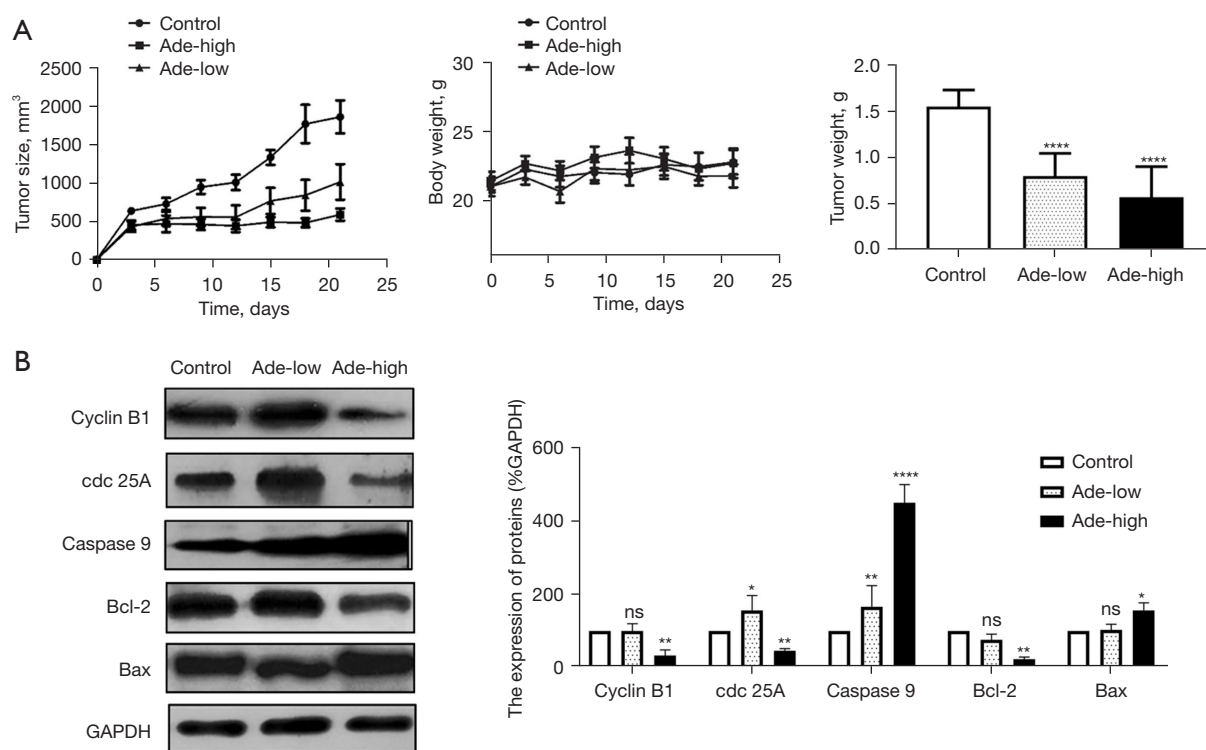 A
Control
Ade-high
Ade-low
2500
2000
1500
1000
500
0
Tumor size, mm³
0 5 10 15 20 25
Time, days
Control
Ade-high
Ade-low
30
25
20
Body weight, g
0 5 10 15 20 25
Time, days
2.0
1.5
1.0
0.5
0.0
Tumor weight, g
**** ****
Control Ade-low Ade-high
B
Control Ade-low Ade-high
Cyclin B1
cdc 25A
Caspase 9
Bcl-2
Bax
GAPDH
The expression of proteins (%GAPDH)
600
400
200
0
Control
Ade-low
Ade-high
ns ** * ** ** **** ns ** ns *
Cyclin B1 cdc 25A Caspase 9 Bcl-2 Bax